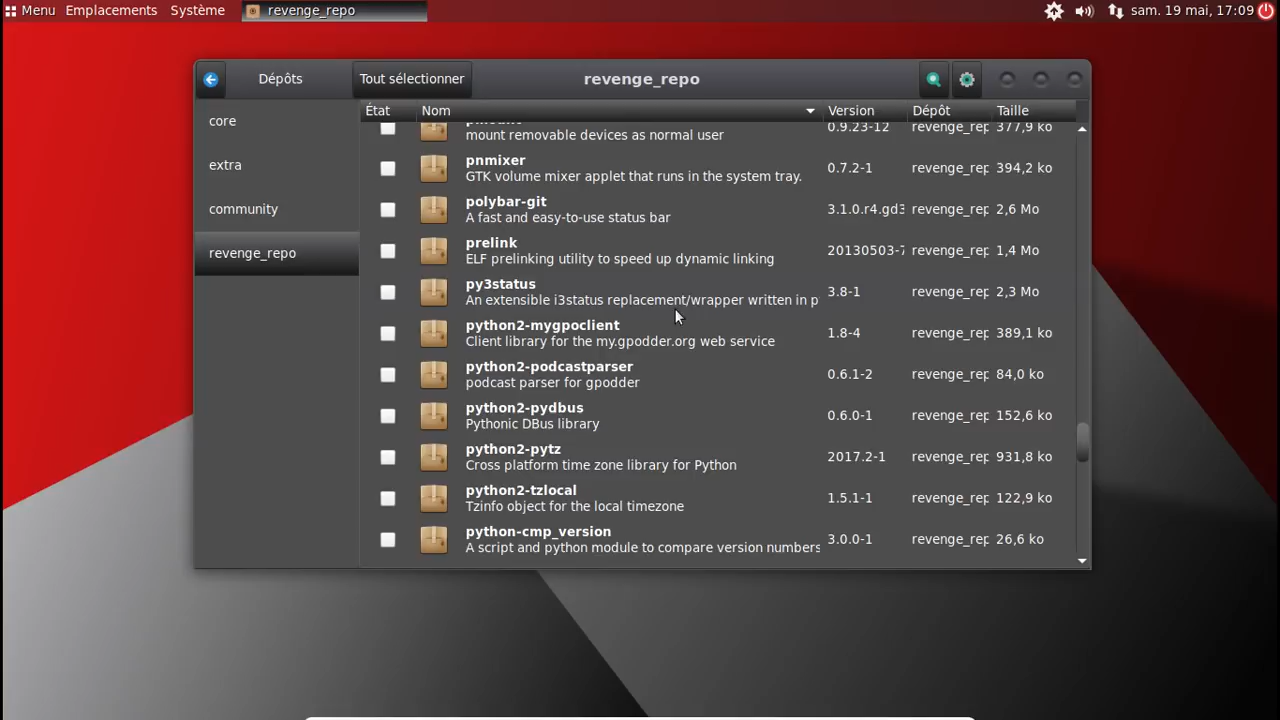 Menu Emplacements Système revenge_repo sam. 19 mai, 17:09
Dépôts Tout sélectionner revenge_repo
État Nom Version Dépôt Taille
core
extra
community
revenge_repo
mount removable devices as normal user 0.9.23-12 revenge_rep 377,9 ko
pnmixer
GTK volume mixer applet that runs in the system tray. 0.7.2-1 revenge_rep 394,2 ko
polybar-git
A fast and easy-to-use status bar 3.1.0.r4.gd3 revenge_rep 2,6 Mo
prelink
ELF prelinking utility to speed up dynamic linking 20130503-7 revenge_rep 1,4 Mo
py3status
An extensible i3status replacement/wrapper written in p 3.8-1 revenge_rep 2,3 Mo
python2-mygpoclient
Client library for the my.gpodder.org web service 1.8-4 revenge_rep 389,1 ko
python2-podcastparser
podcast parser for gpodder 0.6.1-2 revenge_rep 84,0 ko
python2-pydbus
Pythonic DBus library 0.6.0-1 revenge_rep 152,6 ko
python2-pytz
Cross platform time zone library for Python 2017.2-1 revenge_rep 931,8 ko
python2-tzlocal
Tzinfo object for the local timezone 1.5.1-1 revenge_rep 122,9 ko
python-cmp_version
A script and python module to compare version numbers 3.0.0-1 revenge_rep 26,6 ko